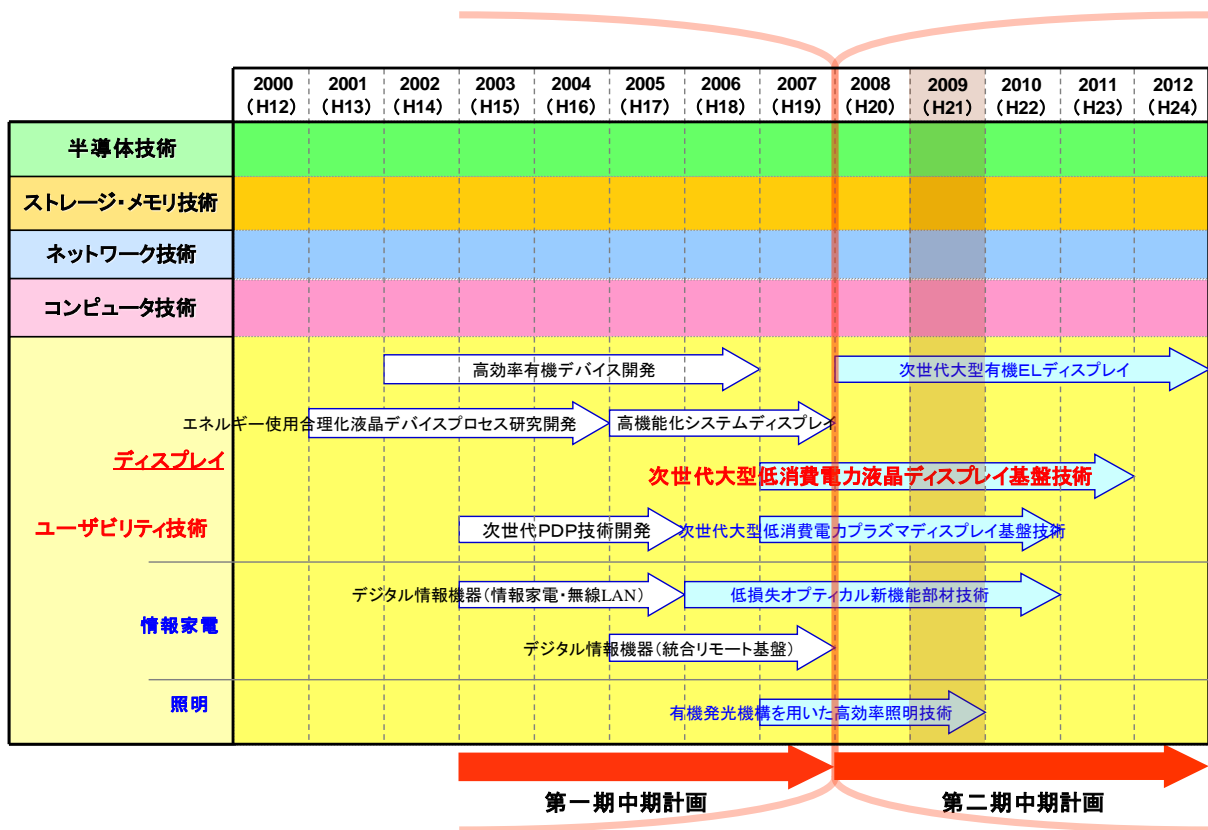 2000 2001 2002 2003 2004 2005 2006 2007 2008 2009 2010 2011 2012
(H12) (H13) (H14) (H15) (H16) (H17) (H18) (H19) (H20) (H21) (H22) (H23) (H24)
半導体技術
ストレージ・メモリ技術
ネットワーク技術
コンピュータ技術
高効率有機デバイス開発 次世代大型有機ELディスプレイ
エネルギー使用合理化液晶デバイスプロセス研究開発 高機能化システムディスプレイ
ディスプレイ
次世代大型低消費電力液晶ディスプレイ基盤技術
ユーザビリティ技術
次世代PDP技術開発 次世代大型低消費電力プラズマディスプレイ基盤技術
デジタル情報機器(情報家電・無線LAN) 低損失オプティカル新機能部材技術
情報家電
デジタル情報機器(統合リモート基盤)
照明
有機発光機構を用いた高効率照明技術
第一期中期計画 第二期中期計画